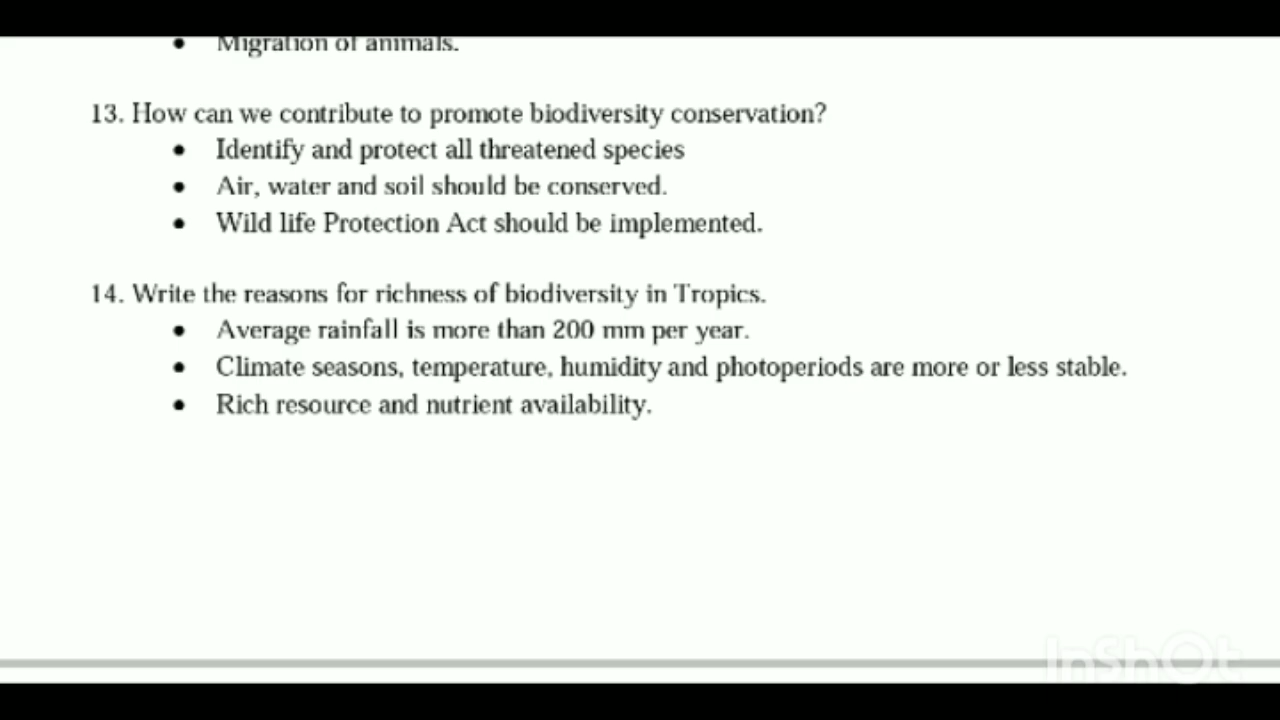 • Migration of animals.
13. How can we contribute to promote biodiversity conservation?
• Identify and protect all threatened species
• Air, water and soil should be conserved.
• Wild life Protection Act should be implemented.
14. Write the reasons for richness of biodiversity in Tropics.
• Average rainfall is more than 200 mm per year.
• Climate seasons, temperature, humidity and photoperiods are more or less stable.
• Rich resource and nutrient availability.
InShOt